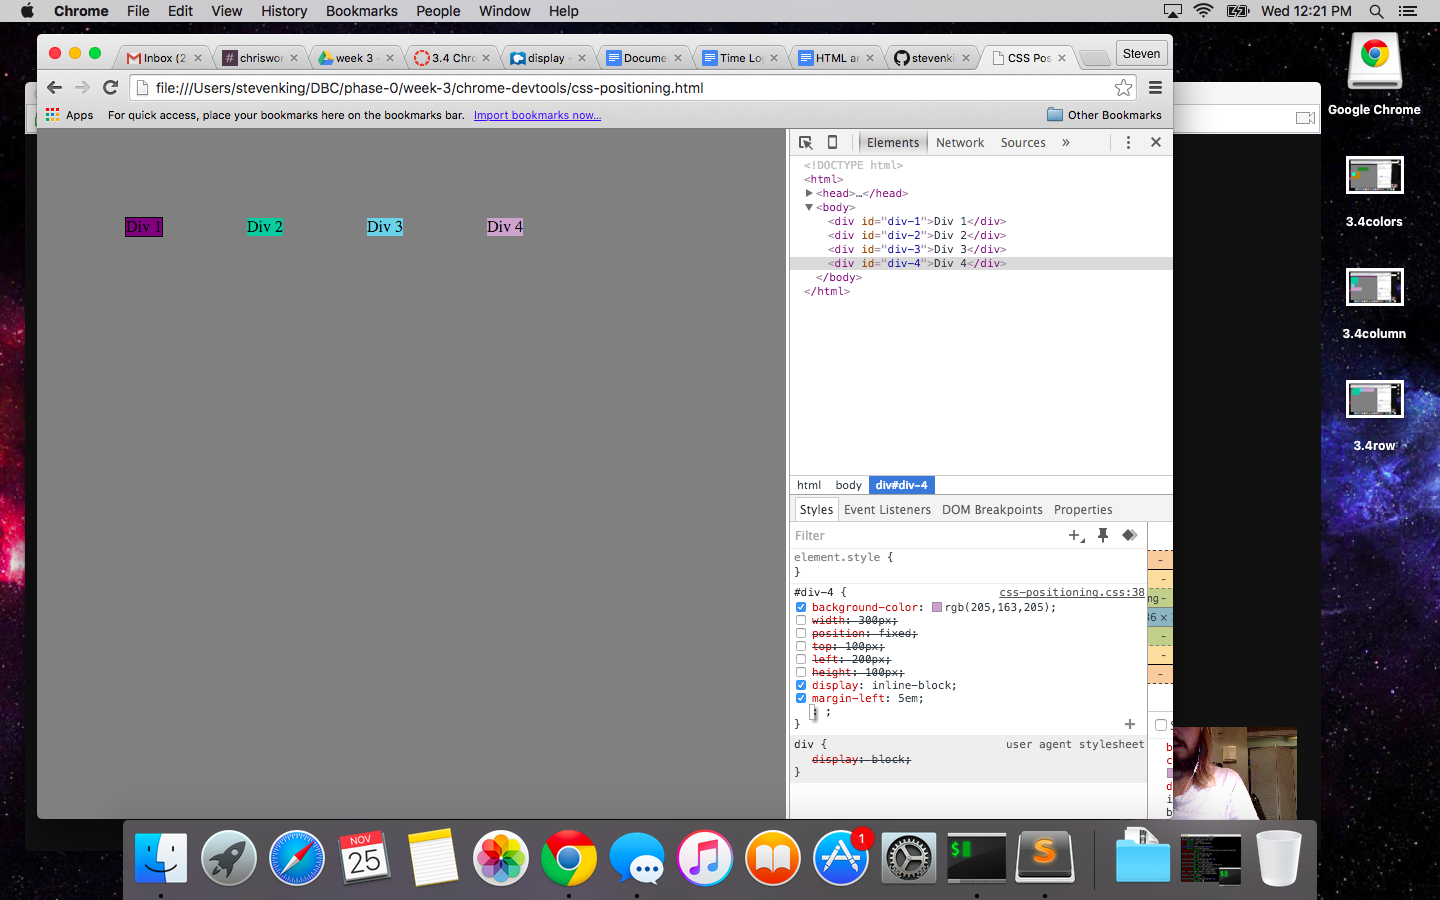 Chrome File Edit View History Bookmarks People Window Help Wed 12:21 PM
Inbox (2 chriswor week 3 - 3.4 Chro display - Docume Time Lo HTML ar stevenki CSS Pos Steven
file:///Users/stevenking/DBC/phase-0/week-3/chrome-devtools/css-positioning.html
Apps For quick access, place your bookmarks here on the bookmarks bar. Import bookmarks now... Other Bookmarks
Div 1 Div 2 Div 3 Div 4
Elements Network Sources »
<!DOCTYPE html>
<html>
<head>…</head>
<body>
<div id="div-1">Div 1</div>
<div id="div-2">Div 2</div>
<div id="div-3">Div 3</div>
<div id="div-4">Div 4</div>
</body>
</html>
html body div#div-4
Styles Event Listeners DOM Breakpoints Properties
Filter
element.style {
}
#div-4 { css-positioning.css:38
background-color: rgb(205,163,205);
width: 300px;
position: fixed;
top: 100px;
left: 200px;
height: 100px;
display: inline-block;
margin-left: 5em;
: ;
}
div { user agent stylesheet
display: block;
}
Google Chrome
3.4colors
3.4column
3.4row
NOV
25
1